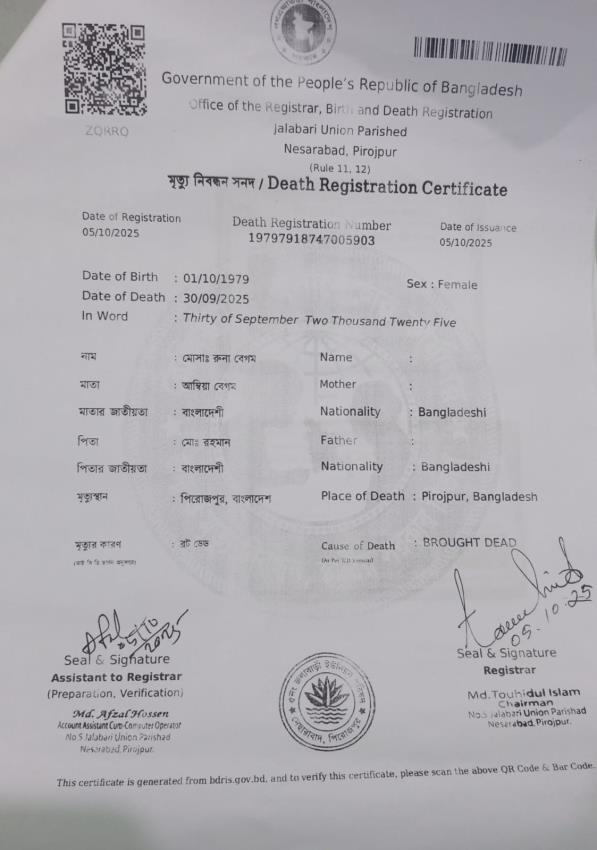 ZQRRQ
Government of the People's Republic of Bangladesh
Office of the Registrar, Birth and Death Registration
Jalabari Union Parished
Nesarabad, Pirojpur
(Rule 11, 12)
মৃত্যু নিবন্ধন সনদ / Death Registration Certificate
Date of Registration Death Registration Number Date of Issuance
05/10/2025 19797918747005903 05/10/2025
Date of Birth : 01/10/1979 Sex : Female
Date of Death : 30/09/2025
In Word : Thirty of September Two Thousand Twenty Five
নাম : মোসাঃ রুনা বেগম Name :
মাতা : আম্বিয়া বেগম Mother :
মাতার জাতীয়তা : বাংলাদেশী Nationality : Bangladeshi
পিতা : মোঃ রহমান Father :
পিতার জাতীয়তা : বাংলাদেশী Nationality : Bangladeshi
মৃত্যুস্থান : পিরোজপুর, বাংলাদেশ Place of Death : Pirojpur, Bangladesh
মৃত্যুর কারণ : ব্রট ডেড Cause of Death : BROUGHT DEAD
05/10/2025
05.10.25
Seal & Signature
Assistant to Registrar
(Preparation, Verification)
Md. Afzal Hossen
Account Assistant Cum-Computer Operator
No.5 Jalabari Union Parishad
Nesarabad, Pirojpur.
Seal & Signature
Registrar
Md.Touhidul Islam
Chairman
No.5 Jalabari Union Parishad
Nesarabad, Pirojpur.
This certificate is generated from bdris.gov.bd, and to verify this certificate, please scan the above QR Code & Bar Code.